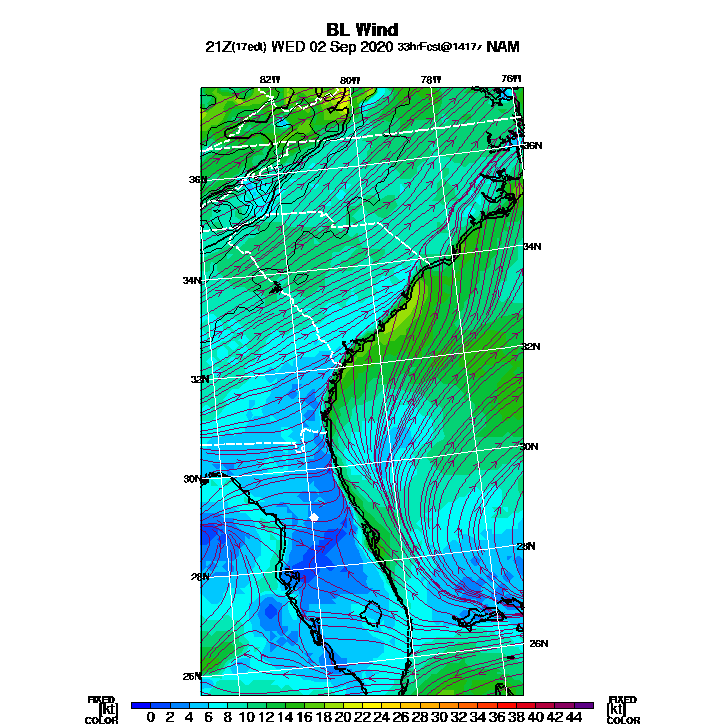 BL Wind
21Z(17edt) WED 02 Sep 2020 33hrFcst@1417z NAM
82W 80W 78W 76W
36N
36N
34N
34N
32N
32N
30N
30N
28N
28N
26N
26N
FIXED FIXED
[kt] 0 2 4 6 8 10 12 14 16 18 20 22 24 26 28 30 32 34 36 38 40 42 44 [kt]
COLOR COLOR